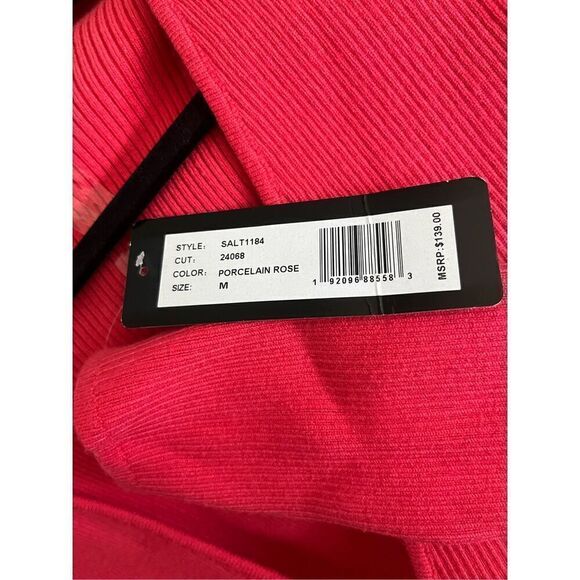 STYLE: SALT1184
CUT: 24068
COLOR: PORCELAIN ROSE
SIZE: M
1 92096 88558 3
MSRP:$139.00